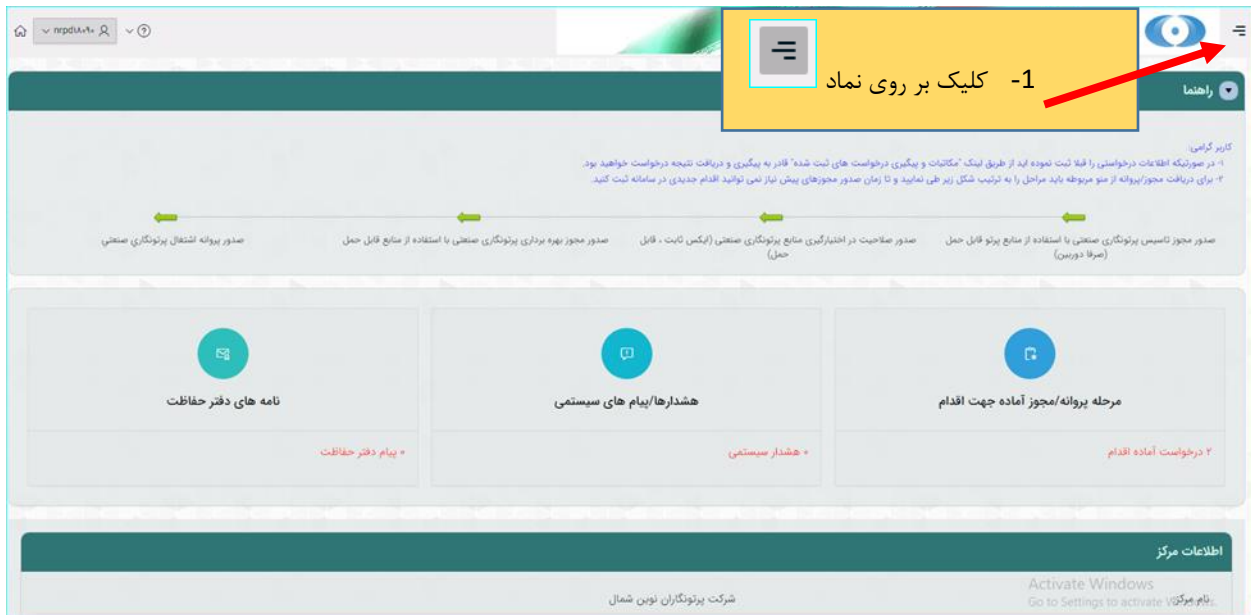 nrpd۱۸۰۹۰
1- کلیک بر روی نماد
راهنما
کاربر گرامی:
۱- در صورتیکه اطلاعات درخواستی را قبلا ثبت نموده اید از طریق لینک "مکاتبات و پیگیری درخواست های ثبت شده" قادر به پیگیری و دریافت نتیجه درخواست خواهید بود.
۲- برای دریافت مجوز/پروانه از منو مربوطه باید مراحل را به ترتیب شکل زیر طی نمایید و تا زمان صدور مجوزهای پیش نیاز نمی توانید اقدام جدیدی در سامانه ثبت کنید.
صدور مجوز تاسیس پرتونگاری صنعتی با استفاده از منابع پرتو قابل حمل
(صرفا دوربین)
صدور صلاحیت در اختیارگیری منابع پرتونگاری صنعتی (ایکس ثابت ، قابل
حمل)
صدور مجوز بهره برداری پرتونگاری صنعتی با استفاده از منابع قابل حمل
صدور پروانه اشتغال پرتونگاری صنعتی
مرحله پروانه/مجوز آماده جهت اقدام
هشدارها/پیام های سیستمی
نامه های دفتر حفاظت
۲ درخواست آماده اقدام
۰ هشدار سیستمی
۰ پیام دفتر حفاظت
اطلاعات مرکز
نام مرکز:
شرکت پرتونگاران نوین شمال
Activate Windows
Go to Settings to activate Windows.